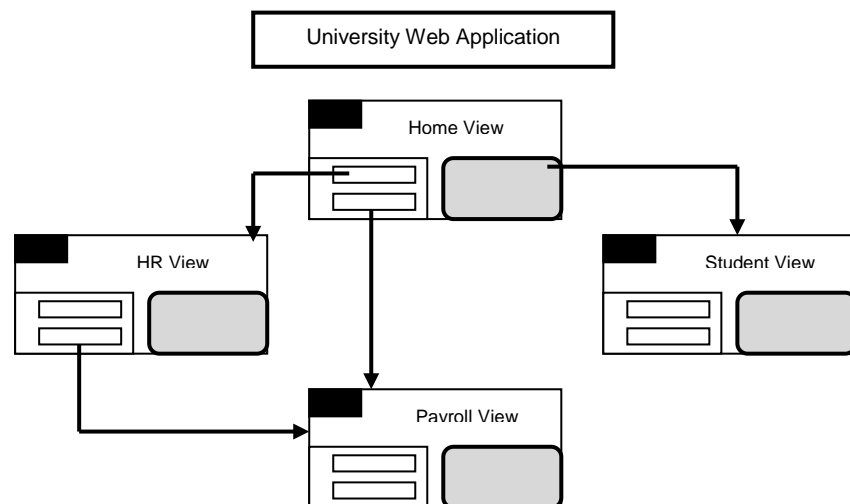 University Web Application
Home View
HR View
Student View
Payroll View